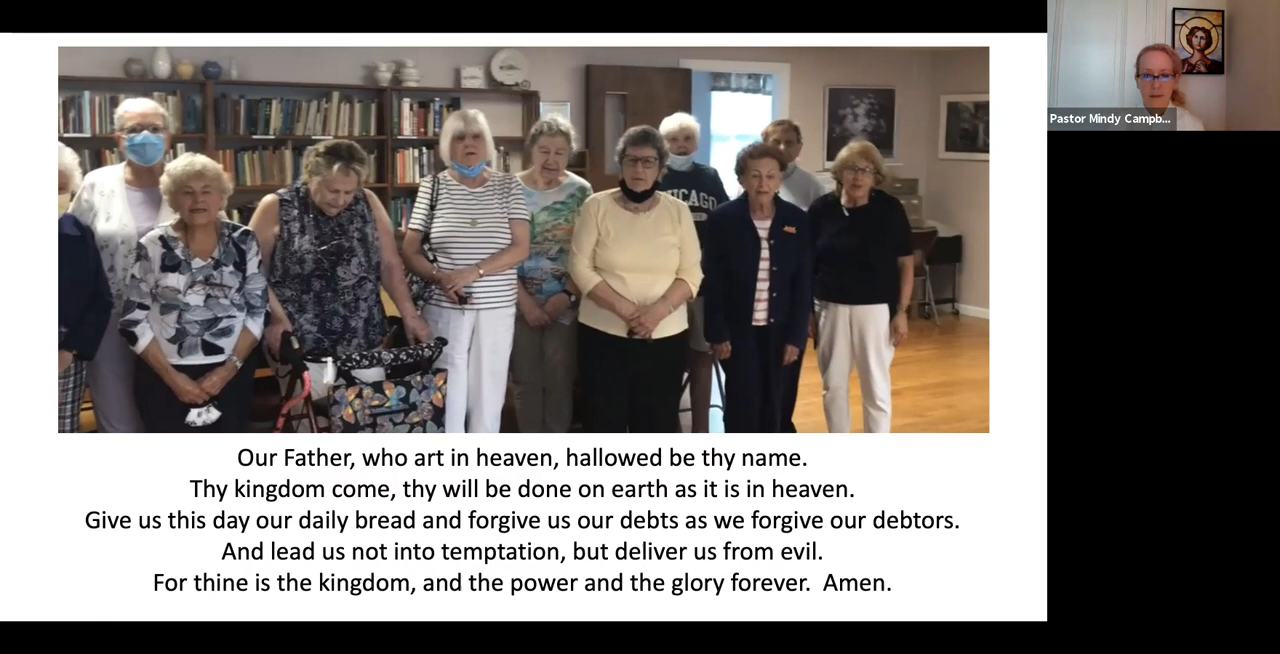 Pastor Mindy Campb...
CHICAGO
Our Father, who art in heaven, hallowed be thy name.
Thy kingdom come, thy will be done on earth as it is in heaven.
Give us this day our daily bread and forgive us our debts as we forgive our debtors.
And lead us not into temptation, but deliver us from evil.
For thine is the kingdom, and the power and the glory forever.  Amen.